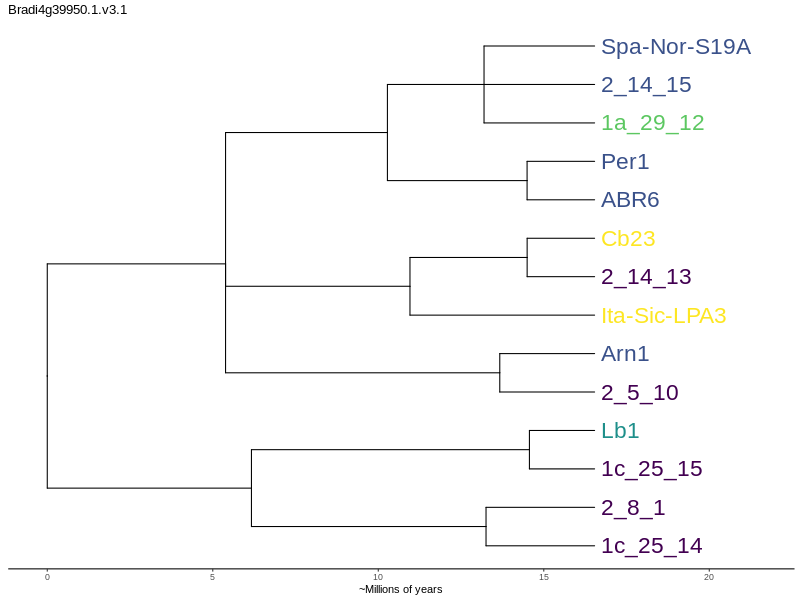 Bradi4g39950.1.v3.1
Spa-Nor-S19A
2_14_15
1a_29_12
Per1
ABR6
Cb23
2_14_13
Ita-Sic-LPA3
Arn1
2_5_10
Lb1
1c_25_15
2_8_1
1c_25_14
0 5 10 15 20
~Millions of years